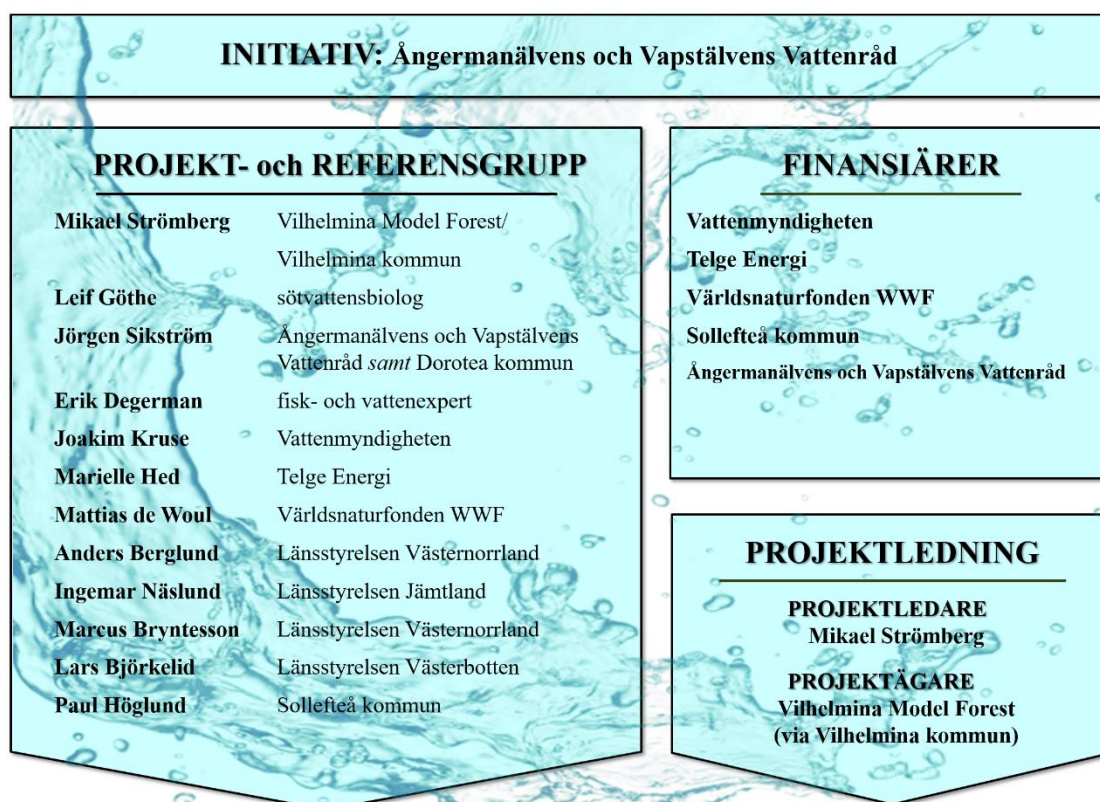 INITIATIV: Ångermanälvens och Vapstälvens Vattenråd
PROJEKT- och REFERENSGRUPP
Mikael Strömberg Vilhelmina Model Forest/
Vilhelmina kommun
Leif Göthe sötvattensbiolog
Jörgen Sikström Ångermanälvens och Vapstälvens
Vattenråd samt Dorotea kommun
Erik Degerman fisk- och vattenexpert
Joakim Kruse Vattenmyndigheten
Marielle Hed Telge Energi
Mattias de Woul Världsnaturfonden WWF
Anders Berglund Länsstyrelsen Västernorrland
Ingemar Näslund Länsstyrelsen Jämtland
Marcus Bryntesson Länsstyrelsen Västernorrland
Lars Björkelid Länsstyrelsen Västerbotten
Paul Höglund Sollefteå kommun
FINANSIÄRER
Vattenmyndigheten
Telge Energi
Världsnaturfonden WWF
Sollefteå kommun
Ångermanälvens och Vapstälvens Vattenråd
PROJEKTLEDNING
PROJEKTLEDARE
Mikael Strömberg
PROJEKTÄGARE
Vilhelmina Model Forest
(via Vilhelmina kommun)